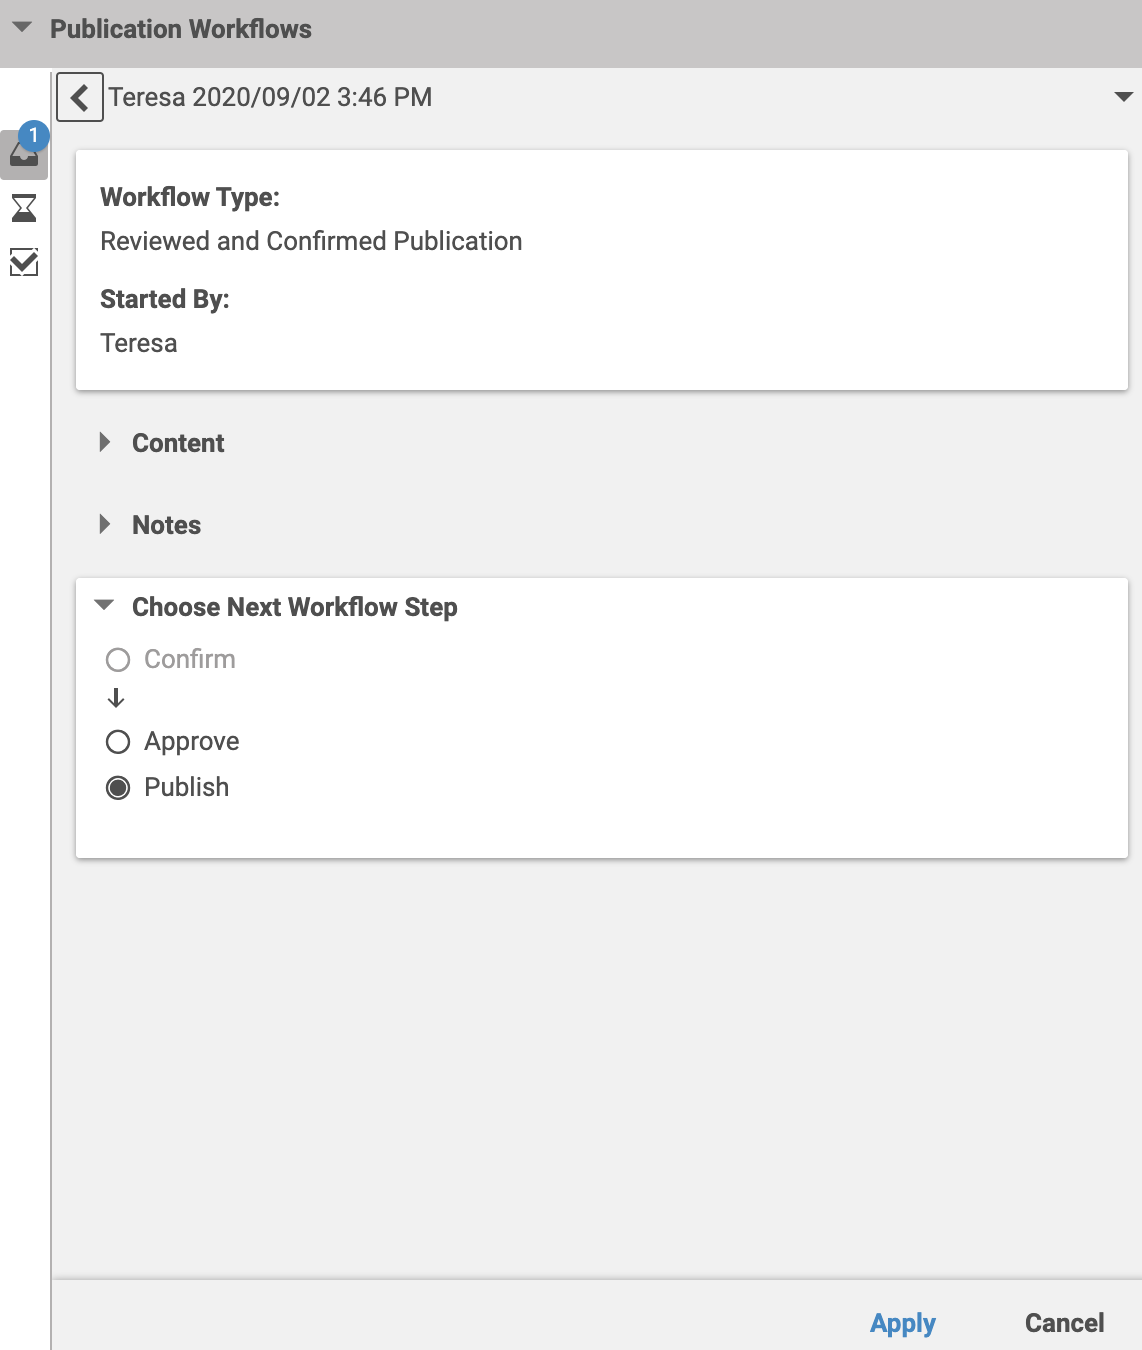 Publication Workflows
Teresa 2020/09/02 3:46 PM
1
Workflow Type:
Reviewed and Confirmed Publication
Started By:
Teresa
Content
Notes
Choose Next Workflow Step
Confirm
Approve
Publish
Apply
Cancel